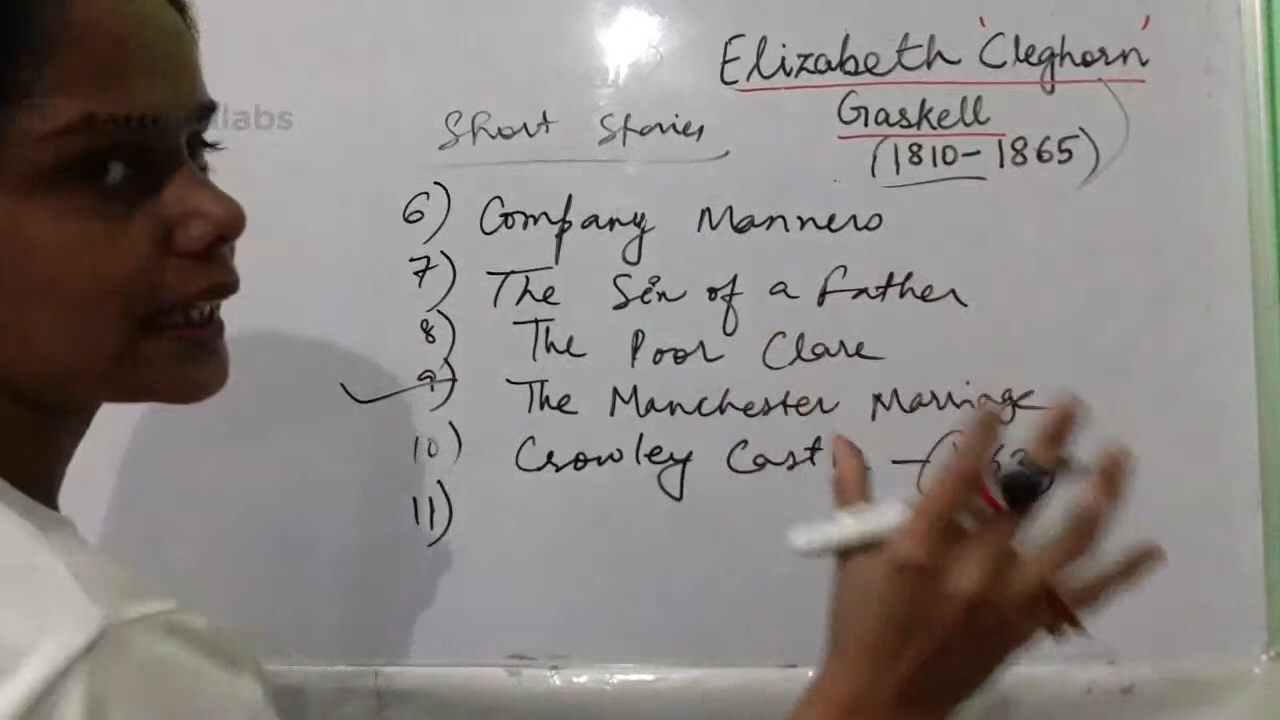 Elizabeth 'Cleghorn'
Gaskell
(1810-1865)
Short Stories
6) Company Manners
7) The Sin of a Father
8) The Poor Clare
9) The Manchester Marriage
10) Crowley
11)